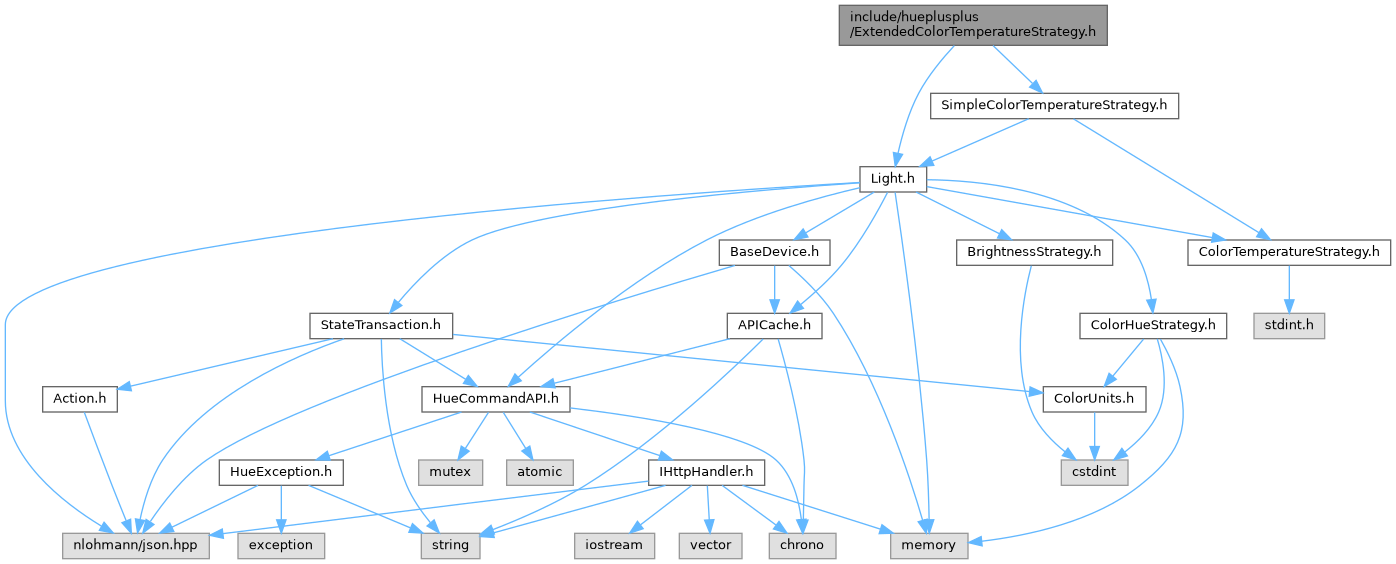 include/hueplusplus
/ExtendedColorTemperatureStrategy.h
SimpleColorTemperatureStrategy.h
Light.h
BaseDevice.h
BrightnessStrategy.h
ColorTemperatureStrategy.h
StateTransaction.h
APICache.h
ColorHueStrategy.h
stdint.h
Action.h
HueCommandAPI.h
ColorUnits.h
HueException.h
mutex
atomic
IHttpHandler.h
cstdint
nlohmann/json.hpp
exception
string
iostream
vector
chrono
memory